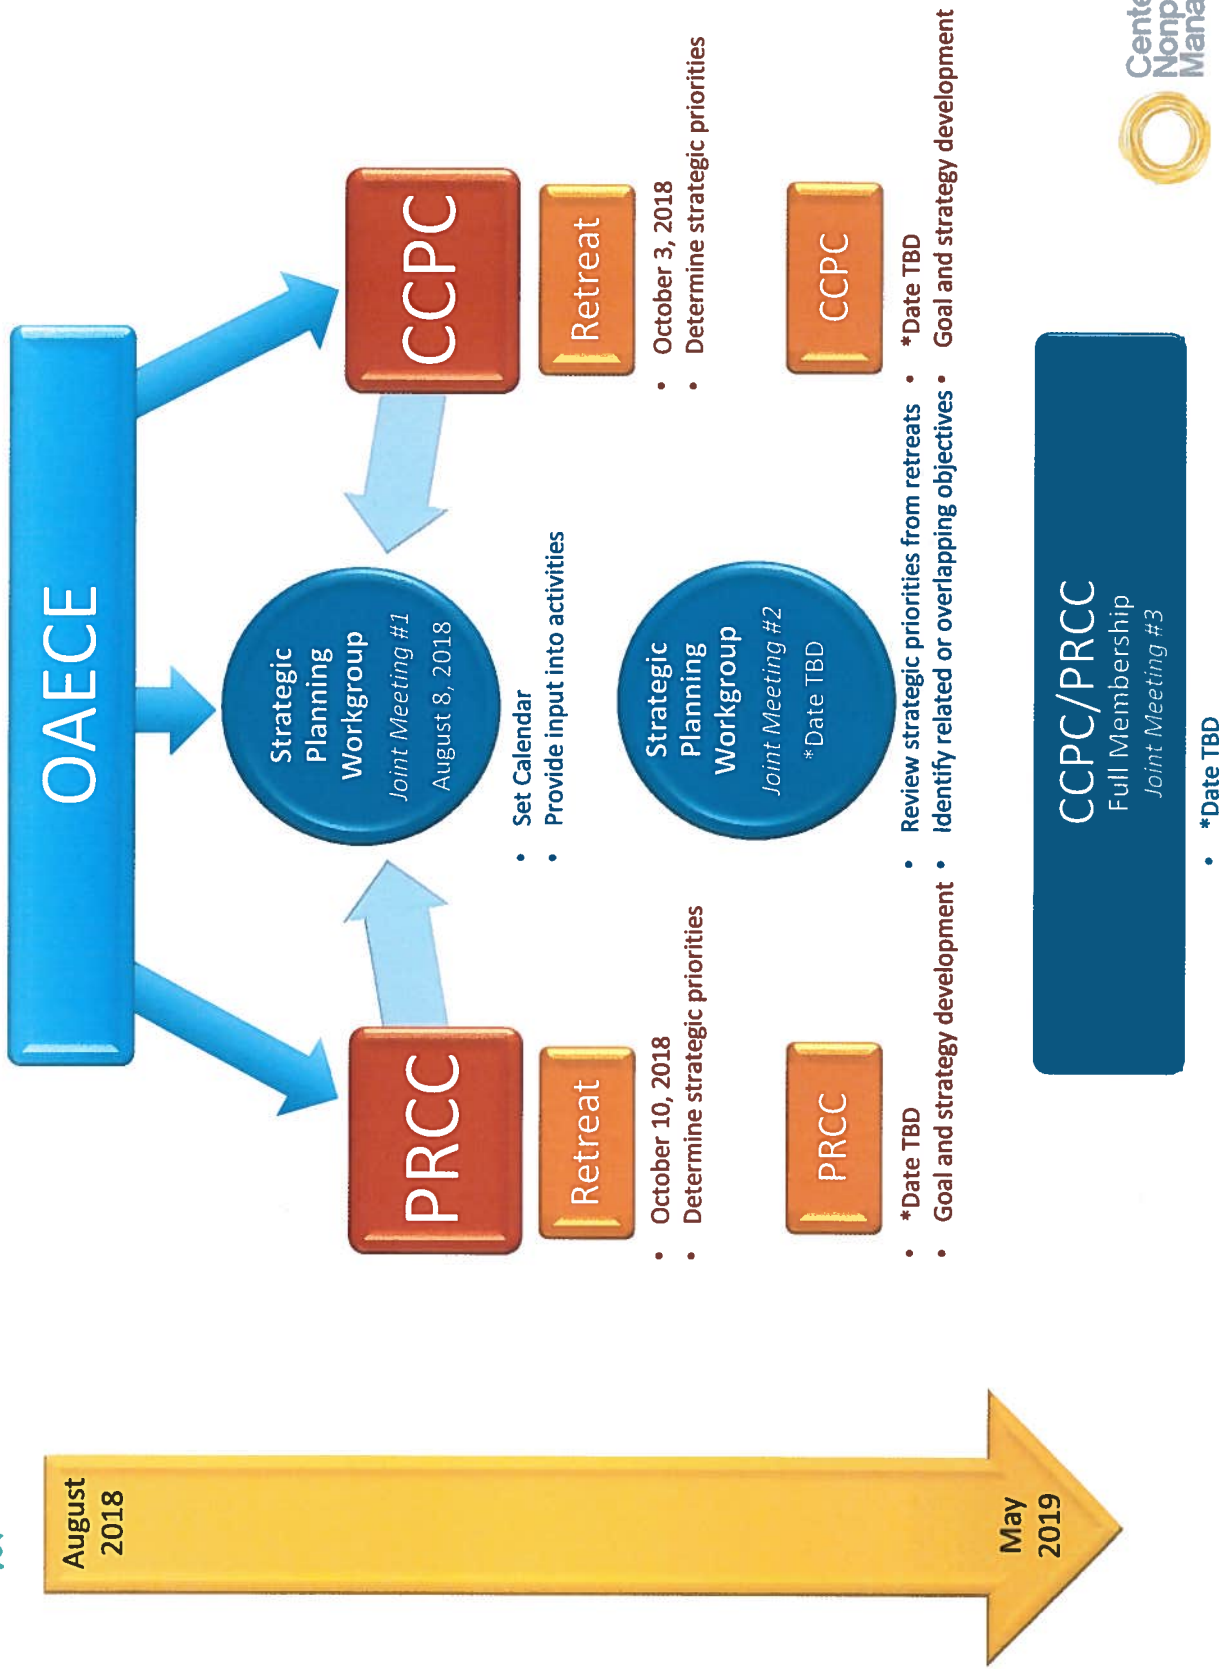 August
2018
May
2019
OAECE
PRCC
Retreat
• October 10, 2018
• Determine strategic priorities
PRCC
• *Date TBD
• Goal and strategy development
Strategic
Planning
Workgroup
Joint Meeting #1
August 8, 2018
• Set Calendar
• Provide input into activities
Strategic
Planning
Workgroup
Joint Meeting #2
*Date TBD
• Review strategic priorities from retreats
• Identify related or overlapping objectives
CCPC
Retreat
• October 3, 2018
• Determine strategic priorities
CCPC
• *Date TBD
• Goal and strategy development
CCPC/PRCC
Full Membership
Joint Meeting #3
• *Date TBD